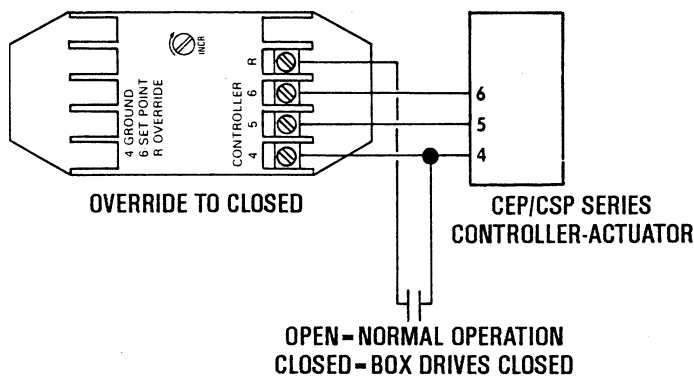 INCR
4 GROUND
6 SET POINT
R OVERRIDE
CONTROLLER
R
6
5
4
6
5
4
OVERRIDE TO CLOSED
CEP/CSP SERIES
CONTROLLER-ACTUATOR
OPEN=NORMAL OPERATION
CLOSED=BOX DRIVES CLOSED